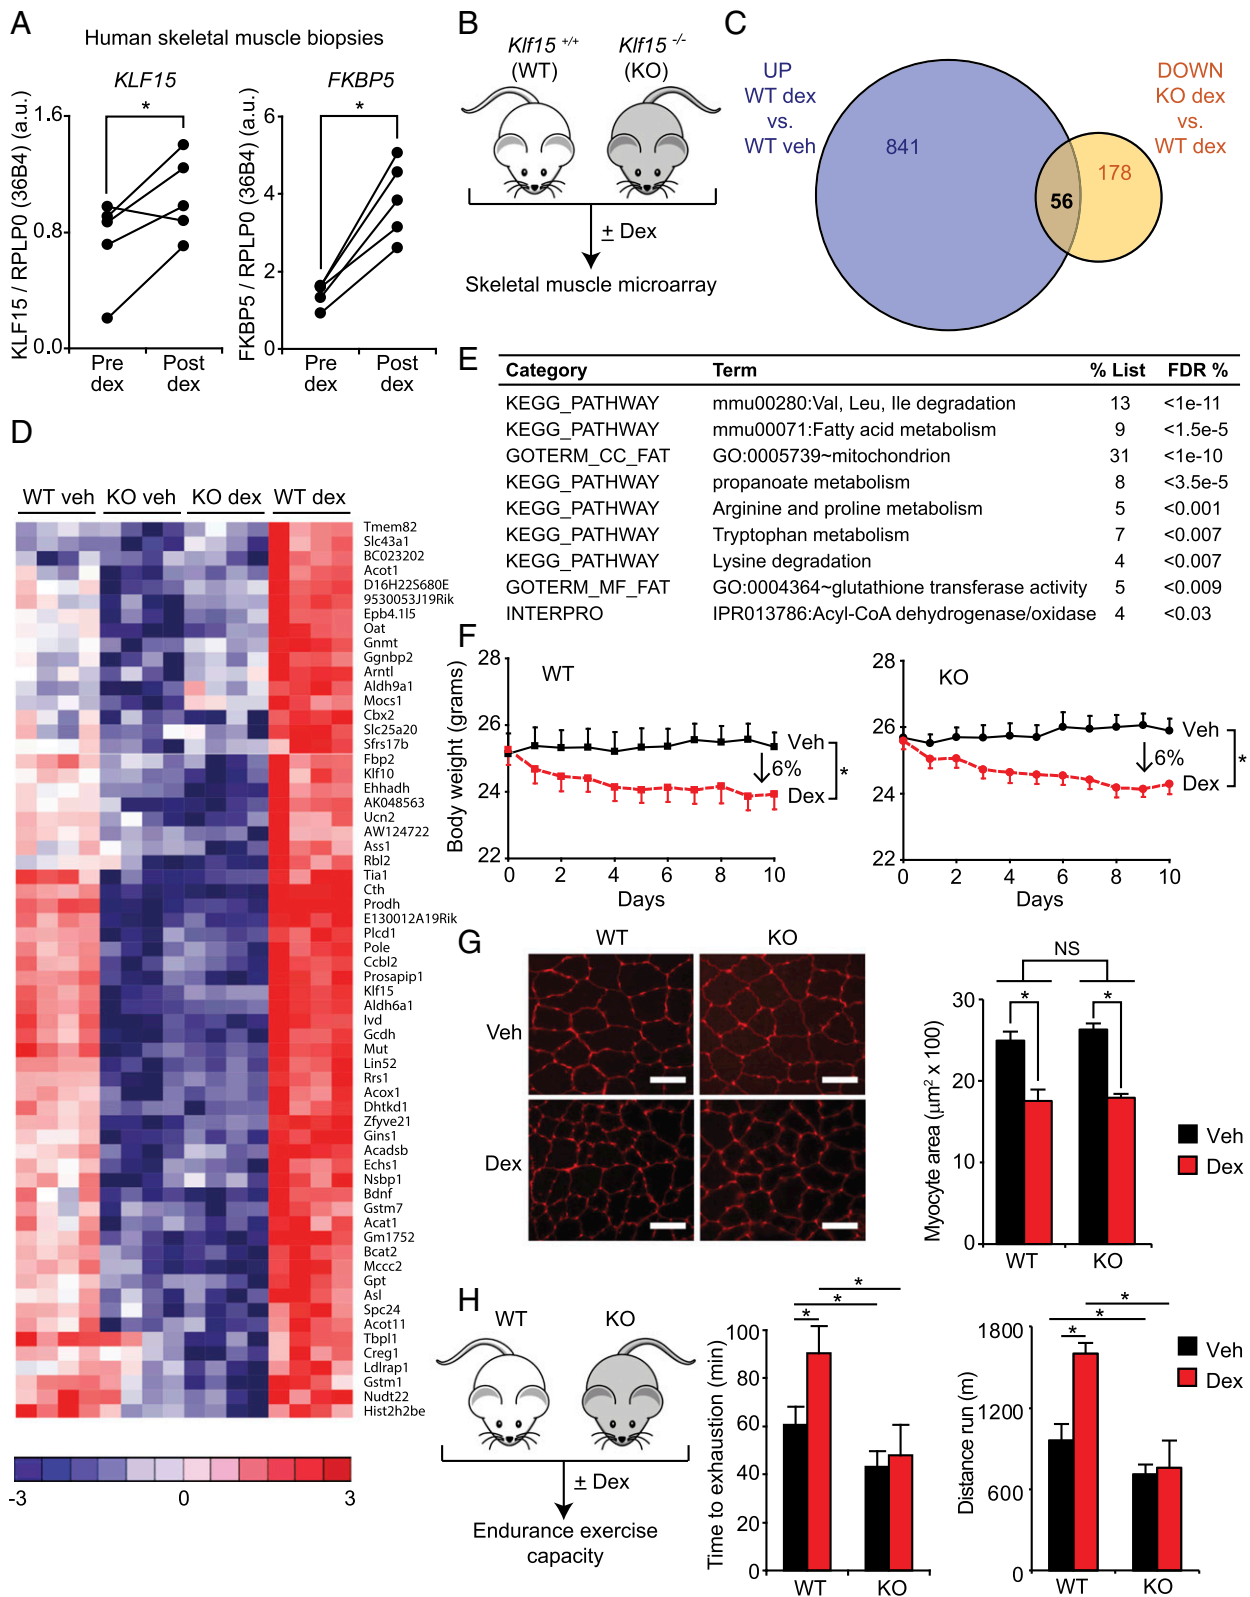 A
Human skeletal muscle biopsies
KLF15
*
KLF15 / RPLP0 (36B4) (a.u.)
1.6
0.8
0.0
Pre dex
Post dex
FKBP5
*
FKBP5 / RPLP0 (36B4) (a.u.)
6
4
2
0
Pre dex
Post dex
B
Klf15 +/+
(WT)
Klf15 -/-
(KO)
± Dex
Skeletal muscle microarray
C
UP
WT dex
vs.
WT veh
841
56
178
DOWN
KO dex
vs.
WT dex
D
WT veh KO veh KO dex WT dex
Tmem82
Slc43a1
BC023202
Acot1
D16H22S680E
9530053J19Rik
Epb4.1l5
Oat
Gnmt
Ggnbp2
Arntl
Aldh9a1
Mocs1
Cbx2
Slc25a20
Sfrs17b
Fbp2
Klf10
Ehhadh
AK048563
Ucn2
AW124722
Ass1
Rbl2
Tia1
Cth
Prodh
E130012A19Rik
Plcd1
Pole
Ccbl2
Prosapip1
Klf15
Aldh6a1
Ivd
Gcdh
Mut
Lin52
Rrs1
Acox1
Dhtkd1
Zfyve21
Gins1
Acadsb
Echs1
Nsbp1
Bdnf
Gstm7
Acat1
Gm1752
Bcat2
Mccc2
Gpt
Asl
Spc24
Acot11
Tbpl1
Creg1
Ldlrap1
Gstm1
Nudt22
Hist2h2be
-3 0 3
E
Category Term % List FDR %
KEGG_PATHWAY mmu00280:Val, Leu, Ile degradation 13 <1e-11
KEGG_PATHWAY mmu00071:Fatty acid metabolism 9 <1.5e-5
GOTERM_CC_FAT GO:0005739~mitochondrion 31 <1e-10
KEGG_PATHWAY propanoate metabolism 8 <3.5e-5
KEGG_PATHWAY Arginine and proline metabolism 5 <0.001
KEGG_PATHWAY Tryptophan metabolism 7 <0.007
KEGG_PATHWAY Lysine degradation 4 <0.007
GOTERM_MF_FAT GO:0004364~glutathione transferase activity 5 <0.009
INTERPRO IPR013786:Acyl-CoA dehydrogenase/oxidase 4 <0.03
F
Body weight (grams)
28
26
24
22
WT
Veh
6%
Dex
*
0 2 4 6 8 10
Days
28
26
24
22
KO
Veh
6%
Dex
*
0 2 4 6 8 10
Days
G
WT KO
Veh
Dex
Myocyte area (µm² x 100)
30
20
10
0
NS
* *
WT KO
Veh
Dex
H
WT KO
± Dex
Endurance exercise
capacity
Time to exhaustion (min)
100
80
60
40
20
0
*
*
*
WT KO
Distance run (m)
1800
1200
600
0
*
*
*
WT KO
Veh
Dex